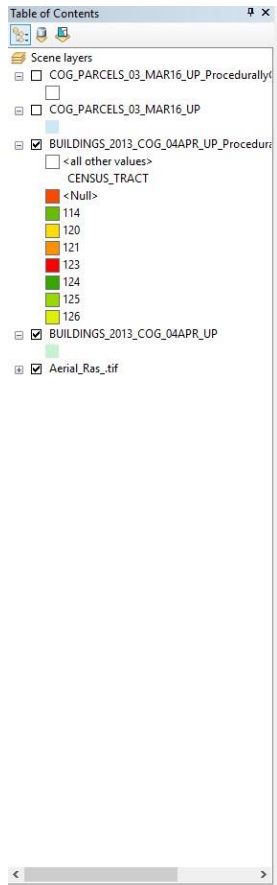 Table of Contents
Scene layers
COG_PARCELS_03_MAR16_UP_Procedurally
COG_PARCELS_03_MAR16_UP
BUILDINGS_2013_COG_04APR_UP_Procedura
<all other values>
CENSUS_TRACT
<Null>
114
120
121
123
124
125
126
BUILDINGS_2013_COG_04APR_UP
Aerial_Ras_.tif